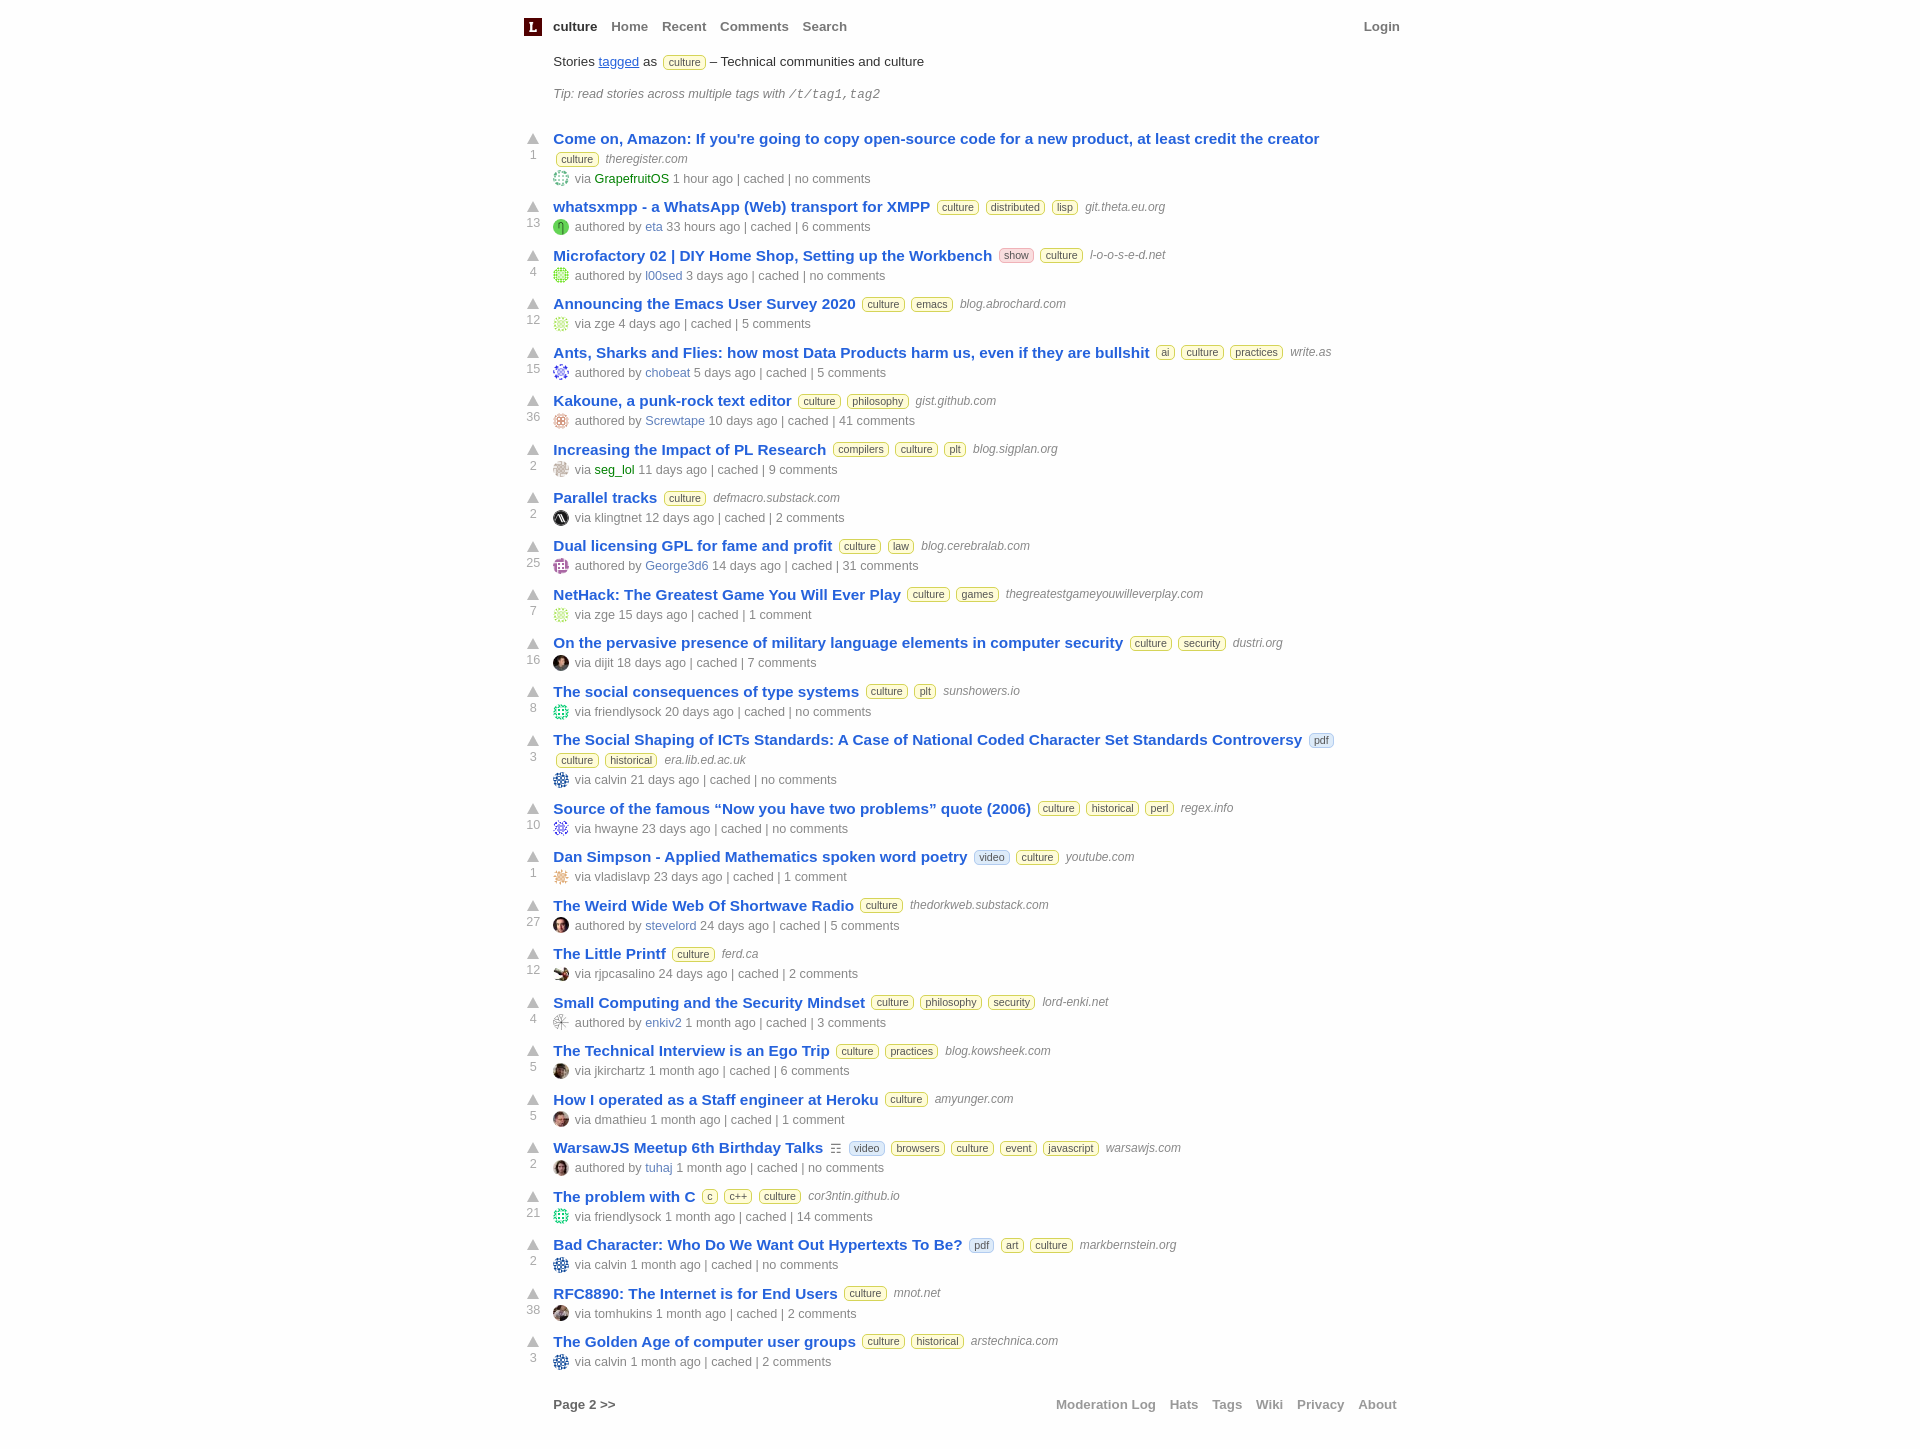 L culture Home Recent Comments Search Login
Stories tagged as culture – Technical communities and culture
Tip: read stories across multiple tags with /t/tag1,tag2
Come on, Amazon: If you're going to copy open-source code for a new product, at least credit the creator
1 culture theregister.com
via GrapefruitOS 1 hour ago | cached | no comments
whatsxmpp - a WhatsApp (Web) transport for XMPP culture distributed lisp git.theta.eu.org
13 authored by eta 33 hours ago | cached | 6 comments
Microfactory 02 | DIY Home Shop, Setting up the Workbench show culture l-o-o-s-e-d.net
4 authored by l00sed 3 days ago | cached | no comments
Announcing the Emacs User Survey 2020 culture emacs blog.abrochard.com
12 via zge 4 days ago | cached | 5 comments
Ants, Sharks and Flies: how most Data Products harm us, even if they are bullshit ai culture practices write.as
15 authored by chobeat 5 days ago | cached | 5 comments
Kakoune, a punk-rock text editor culture philosophy gist.github.com
36 authored by Screwtape 10 days ago | cached | 41 comments
Increasing the Impact of PL Research compilers culture plt blog.sigplan.org
2 via seg_lol 11 days ago | cached | 9 comments
Parallel tracks culture defmacro.substack.com
2 via klingtnet 12 days ago | cached | 2 comments
Dual licensing GPL for fame and profit culture law blog.cerebralab.com
25 authored by George3d6 14 days ago | cached | 31 comments
NetHack: The Greatest Game You Will Ever Play culture games thegreatestgameyouwilleverplay.com
7 via zge 15 days ago | cached | 1 comment
On the pervasive presence of military language elements in computer security culture security dustri.org
16 via dijit 18 days ago | cached | 7 comments
The social consequences of type systems culture plt sunshowers.io
8 via friendlysock 20 days ago | cached | no comments
The Social Shaping of ICTs Standards: A Case of National Coded Character Set Standards Controversy pdf
3 culture historical era.lib.ed.ac.uk
via calvin 21 days ago | cached | no comments
Source of the famous “Now you have two problems” quote (2006) culture historical perl regex.info
10 via hwayne 23 days ago | cached | no comments
Dan Simpson - Applied Mathematics spoken word poetry video culture youtube.com
1 via vladislavp 23 days ago | cached | 1 comment
The Weird Wide Web Of Shortwave Radio culture thedorkweb.substack.com
27 authored by stevelord 24 days ago | cached | 5 comments
The Little Printf culture ferd.ca
12 via rjpcasalino 24 days ago | cached | 2 comments
Small Computing and the Security Mindset culture philosophy security lord-enki.net
4 authored by enkiv2 1 month ago | cached | 3 comments
The Technical Interview is an Ego Trip culture practices blog.kowsheek.com
5 via jkirchartz 1 month ago | cached | 6 comments
How I operated as a Staff engineer at Heroku culture amyunger.com
5 via dmathieu 1 month ago | cached | 1 comment
WarsawJS Meetup 6th Birthday Talks ☶ video browsers culture event javascript warsawjs.com
2 authored by tuhaj 1 month ago | cached | no comments
The problem with C c c++ culture cor3ntin.github.io
21 via friendlysock 1 month ago | cached | 14 comments
Bad Character: Who Do We Want Out Hypertexts To Be? pdf art culture markbernstein.org
2 via calvin 1 month ago | cached | no comments
RFC8890: The Internet is for End Users culture mnot.net
38 via tomhukins 1 month ago | cached | 2 comments
The Golden Age of computer user groups culture historical arstechnica.com
3 via calvin 1 month ago | cached | 2 comments
Page 2 >> Moderation Log Hats Tags Wiki Privacy About